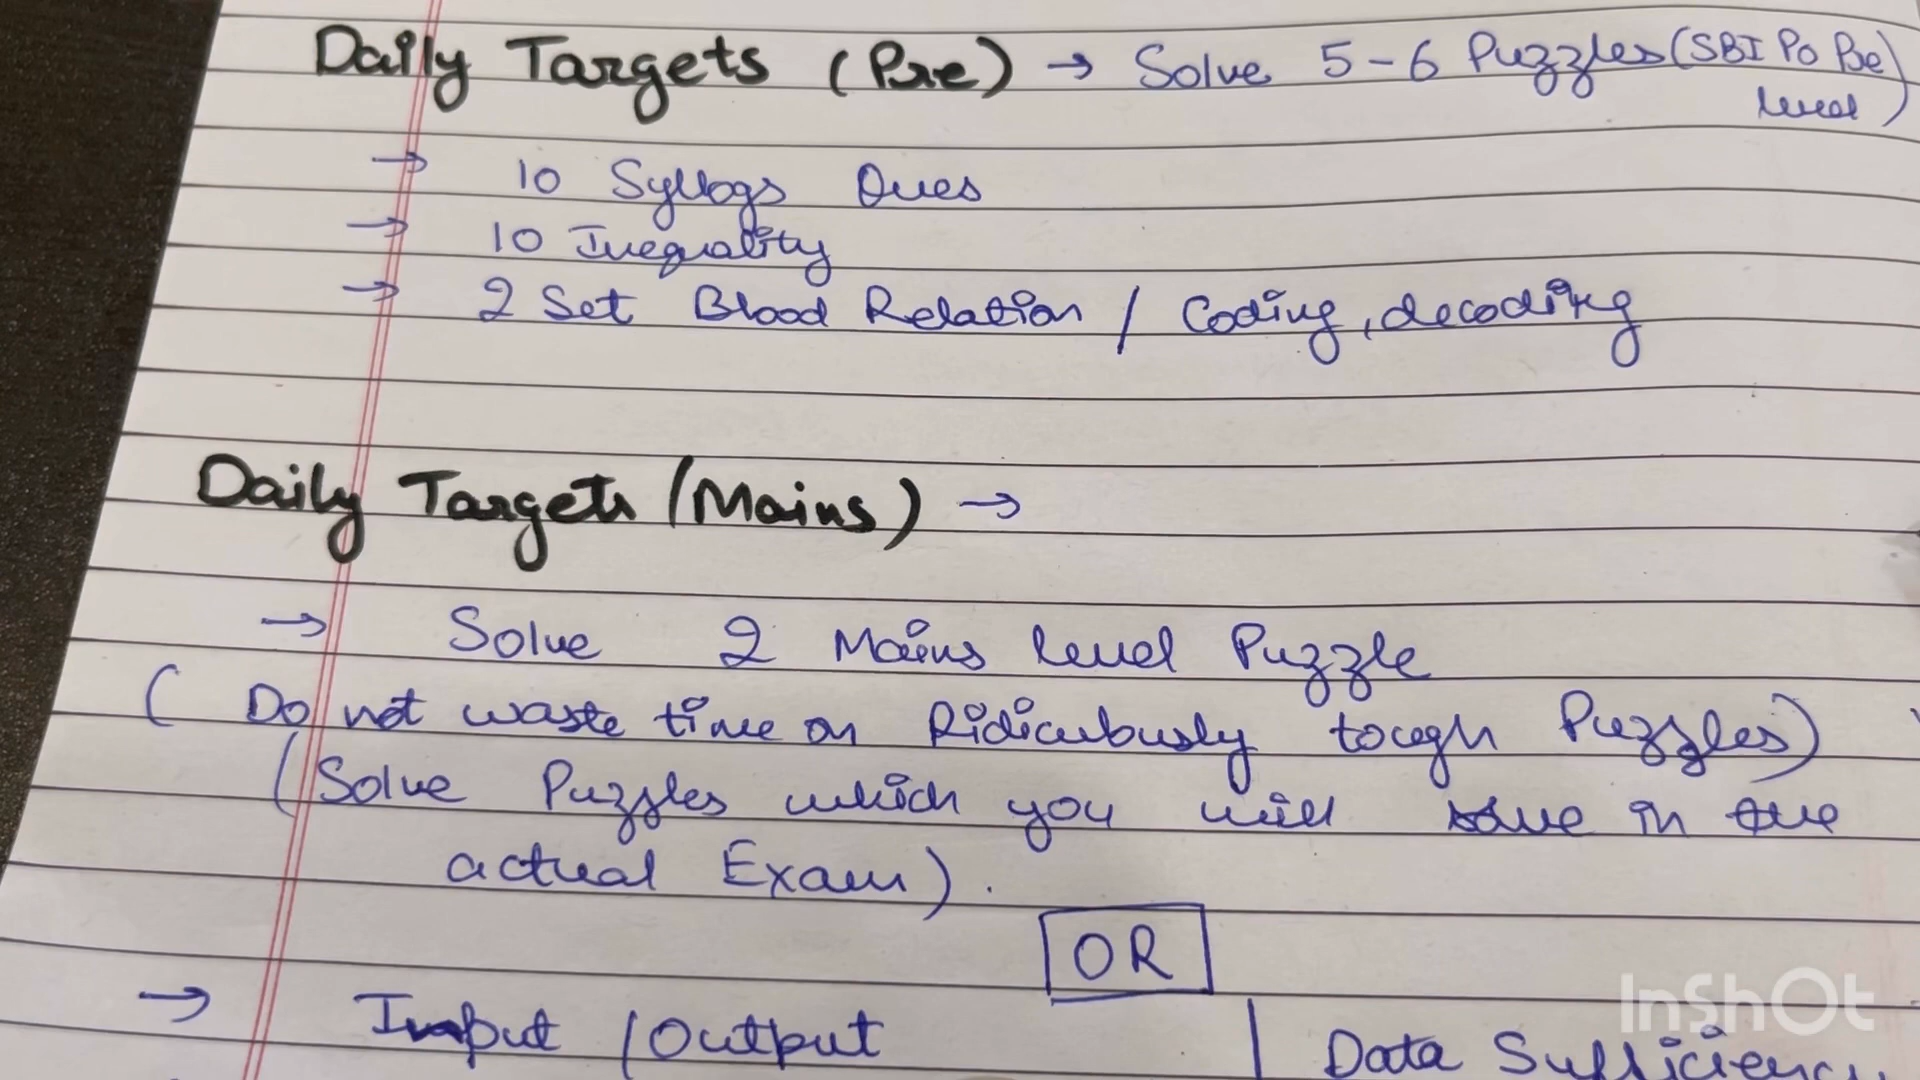 Daily Targets (Pre) → Solve 5-6 Puzzles (SBI PO Pre level)
→ 10 Syllogs Ques
→ 10 Inequality
→ 2 Set Blood Relation / Coding, decoding
Daily Targets (Mains) →
→ Solve 2 Mains level Puzzle
( Do not waste time on Ridiculously tough Puzzles)
(Solve Puzzles which you will solve in the
actual Exam).
OR
→ Input / Output | Data Sufficiency
InShOt